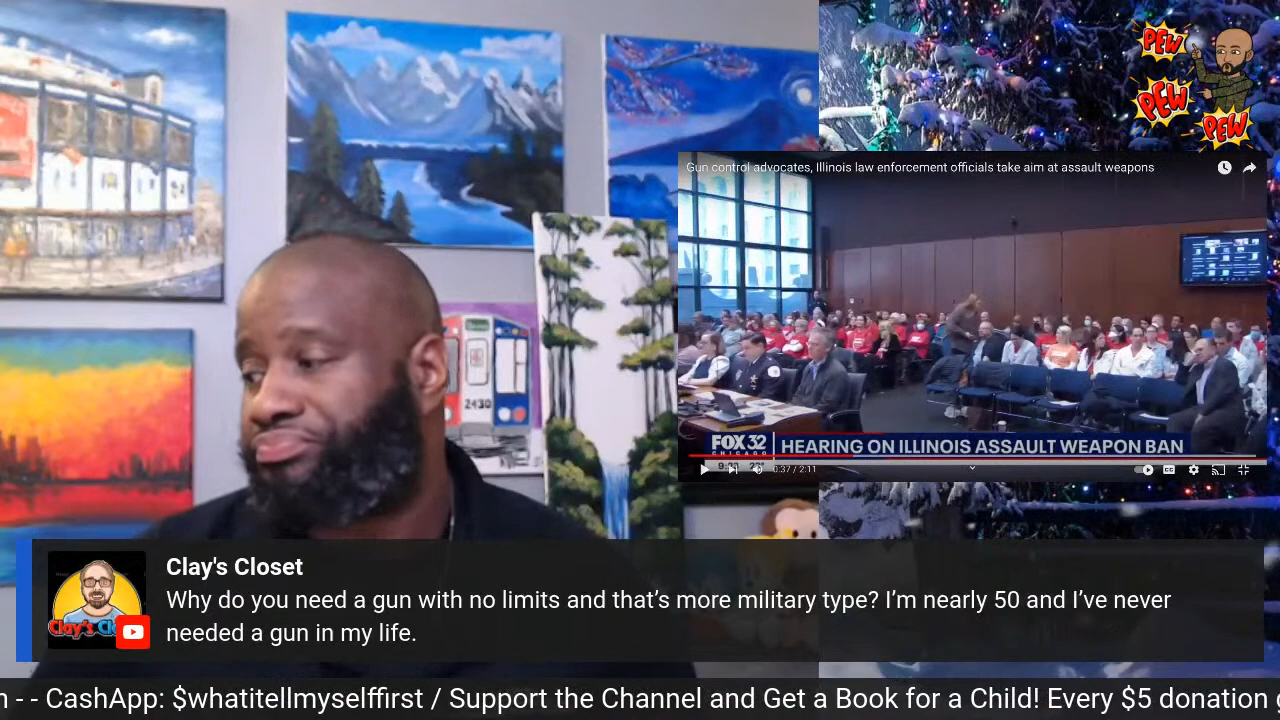 PEW
PEW
PEW
Gun control advocates, Illinois law enforcement officials take aim at assault weapons
2430
FOX 32
CHICAGO
HEARING ON ILLINOIS ASSAULT WEAPON BAN
0:37 / 2:11
CC
Clay's Closet
Why do you need a gun with no limits and that’s more military type? I’m nearly 50 and I’ve never
needed a gun in my life.
Clay's
- - CashApp: $whatitellmyselffirst / Support the Channel and Get a Book for a Child! Every $5 donation